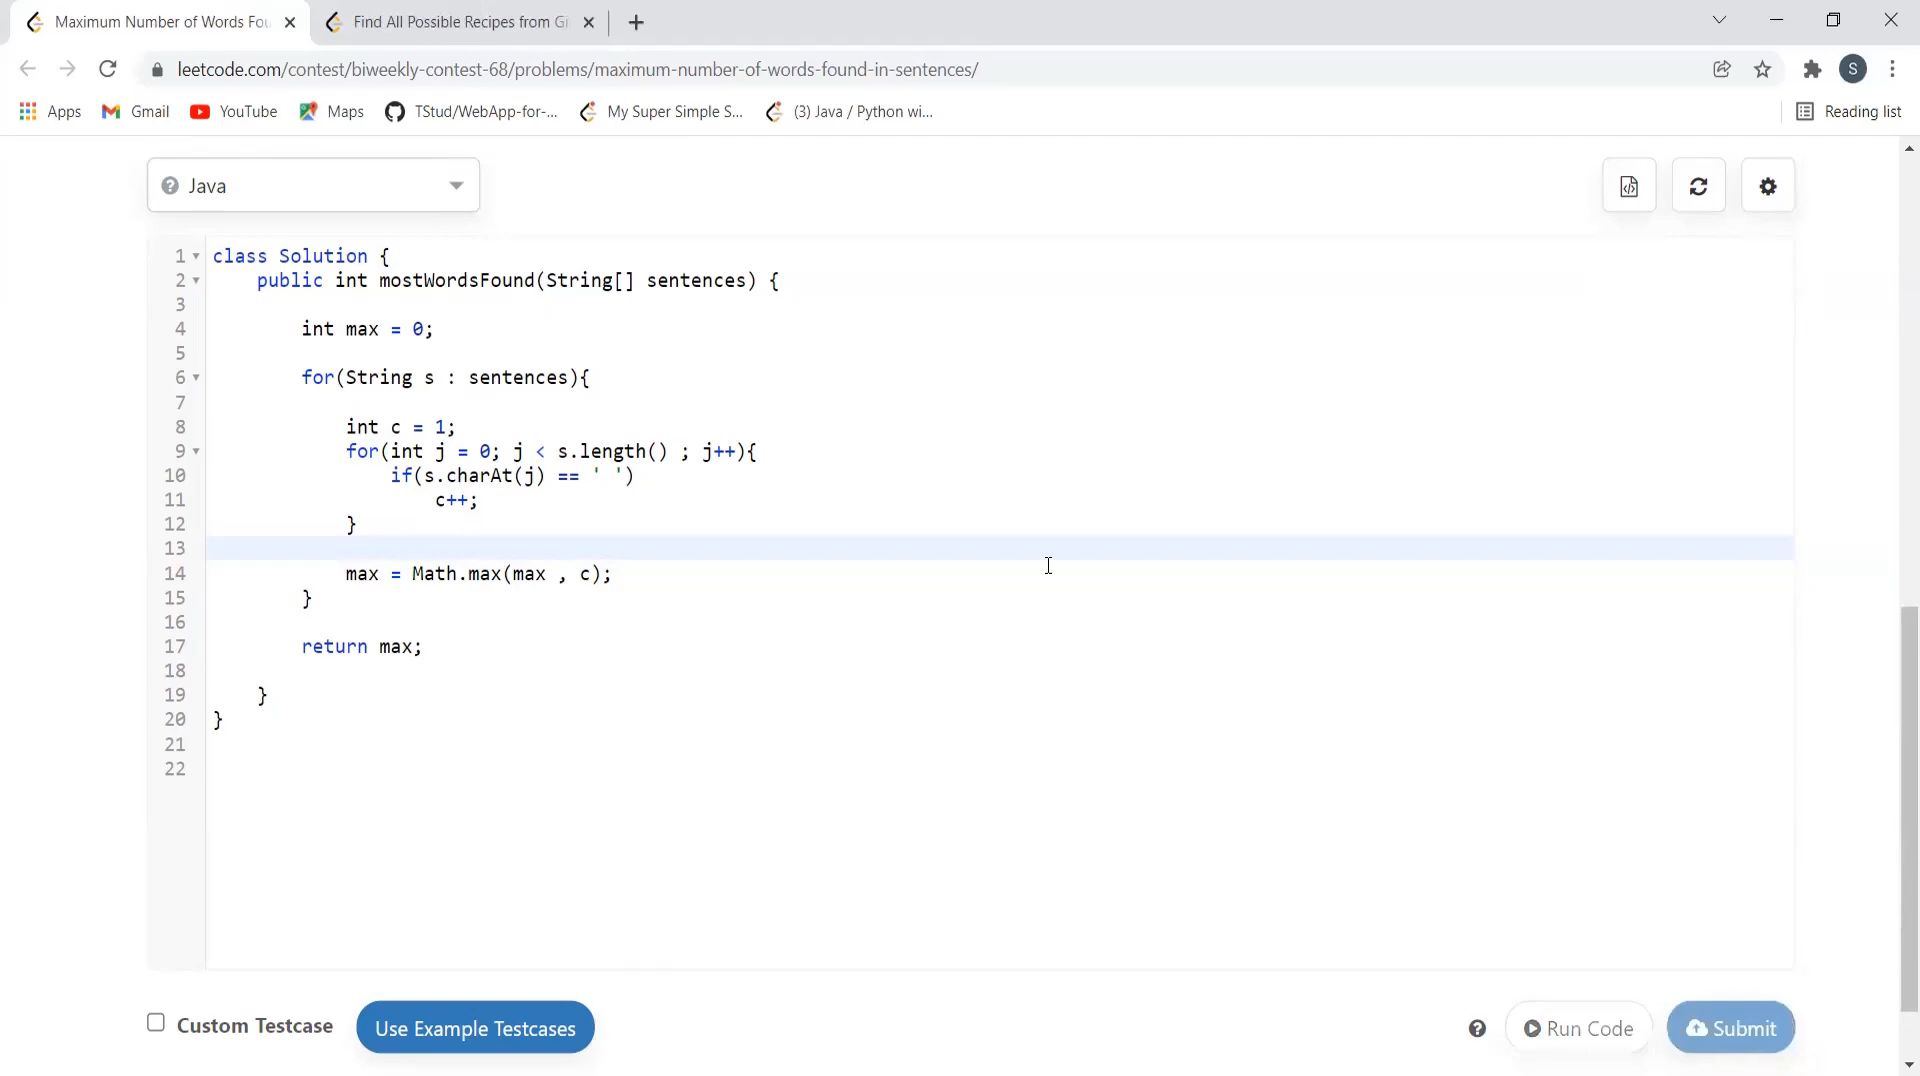 Maximum Number of Words Fou
Find All Possible Recipes from Gi
leetcode.com/contest/biweekly-contest-68/problems/maximum-number-of-words-found-in-sentences/
S
Apps Gmail YouTube Maps TStud/WebApp-for-... My Super Simple S... (3) Java / Python wi... Reading list
Java
1 class Solution {
2 public int mostWordsFound(String[] sentences) {
3
4 int max = 0;
5
6 for(String s : sentences){
7
8 int c = 1;
9 for(int j = 0; j < s.length() ; j++){
10 if(s.charAt(j) == ' ')
11 c++;
12 }
13
14 max = Math.max(max , c);
15 }
16
17 return max;
18
19 }
20 }
21
22
Custom Testcase Use Example Testcases Run Code Submit